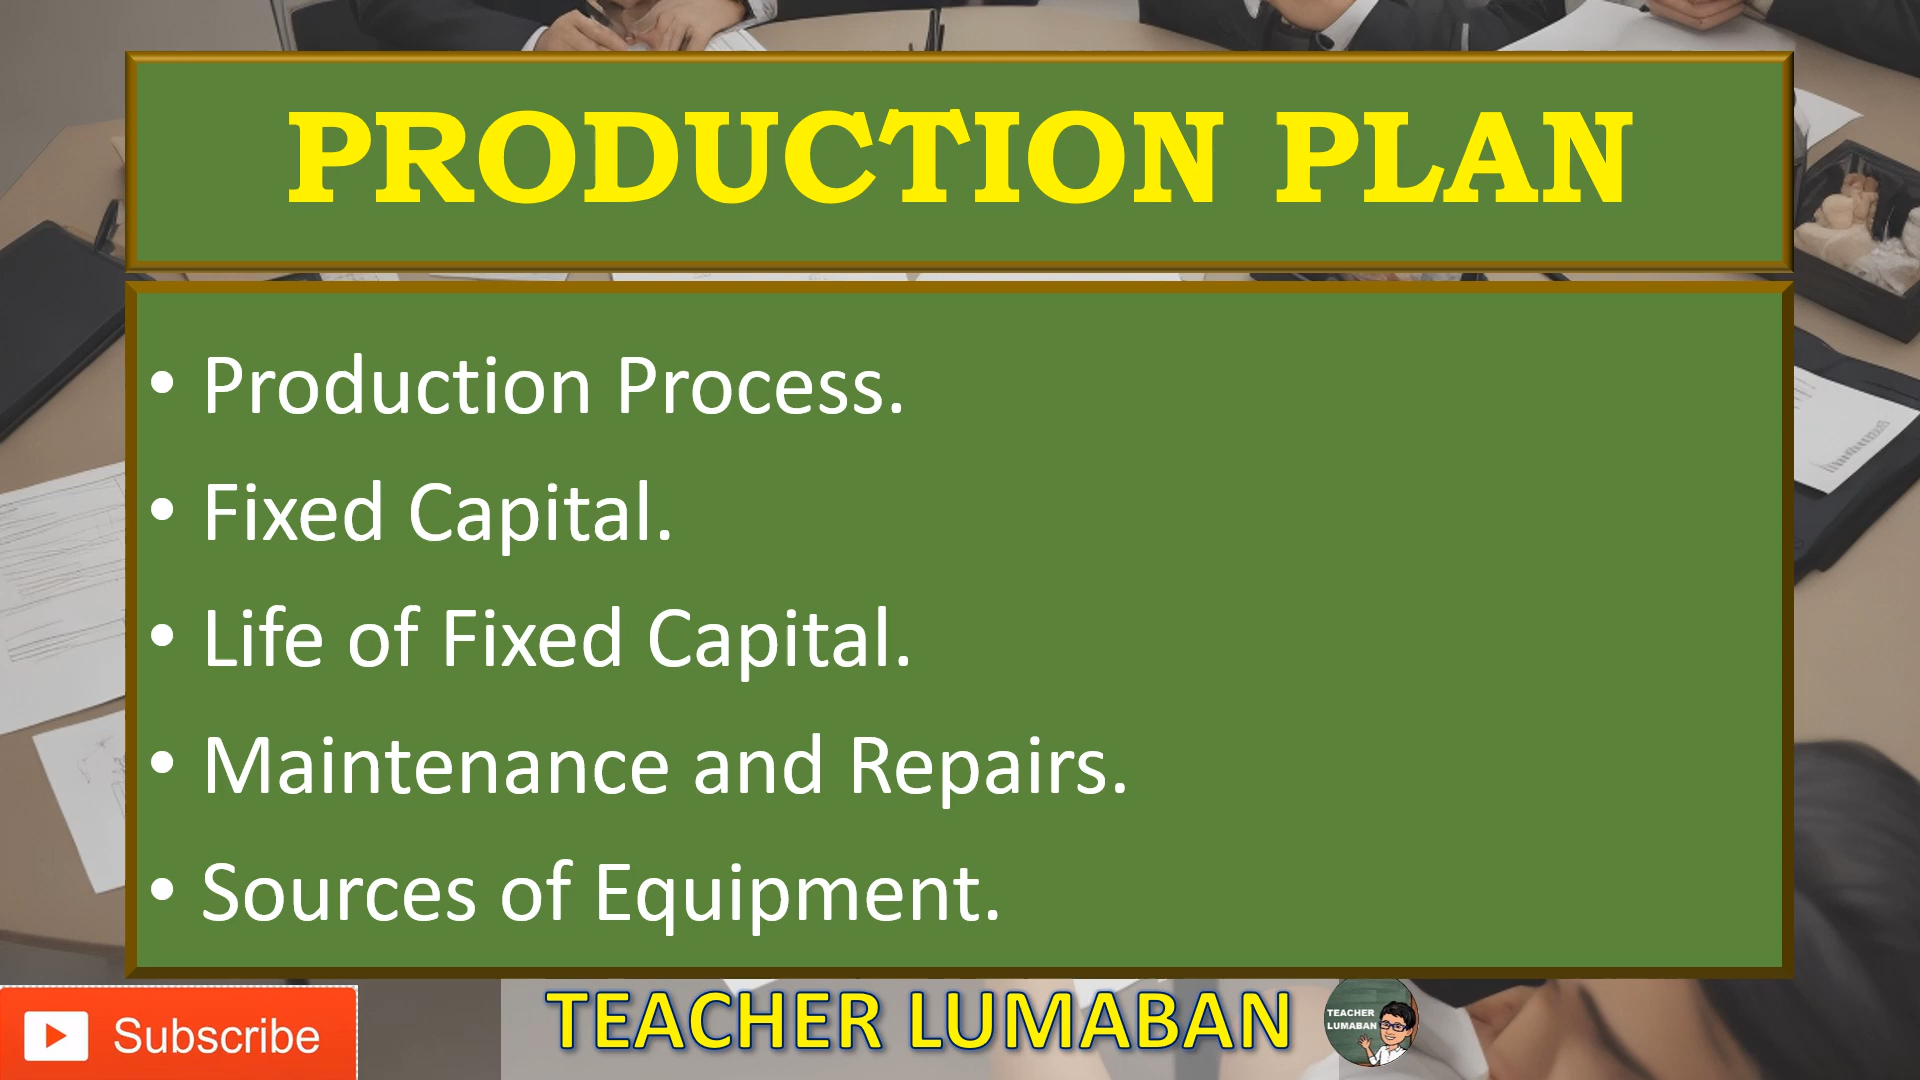 PRODUCTION PLAN
• Production Process.
• Fixed Capital.
• Life of Fixed Capital.
• Maintenance and Repairs.
• Sources of Equipment.
Subscribe
TEACHER LUMABAN
TEACHER
LUMABAN